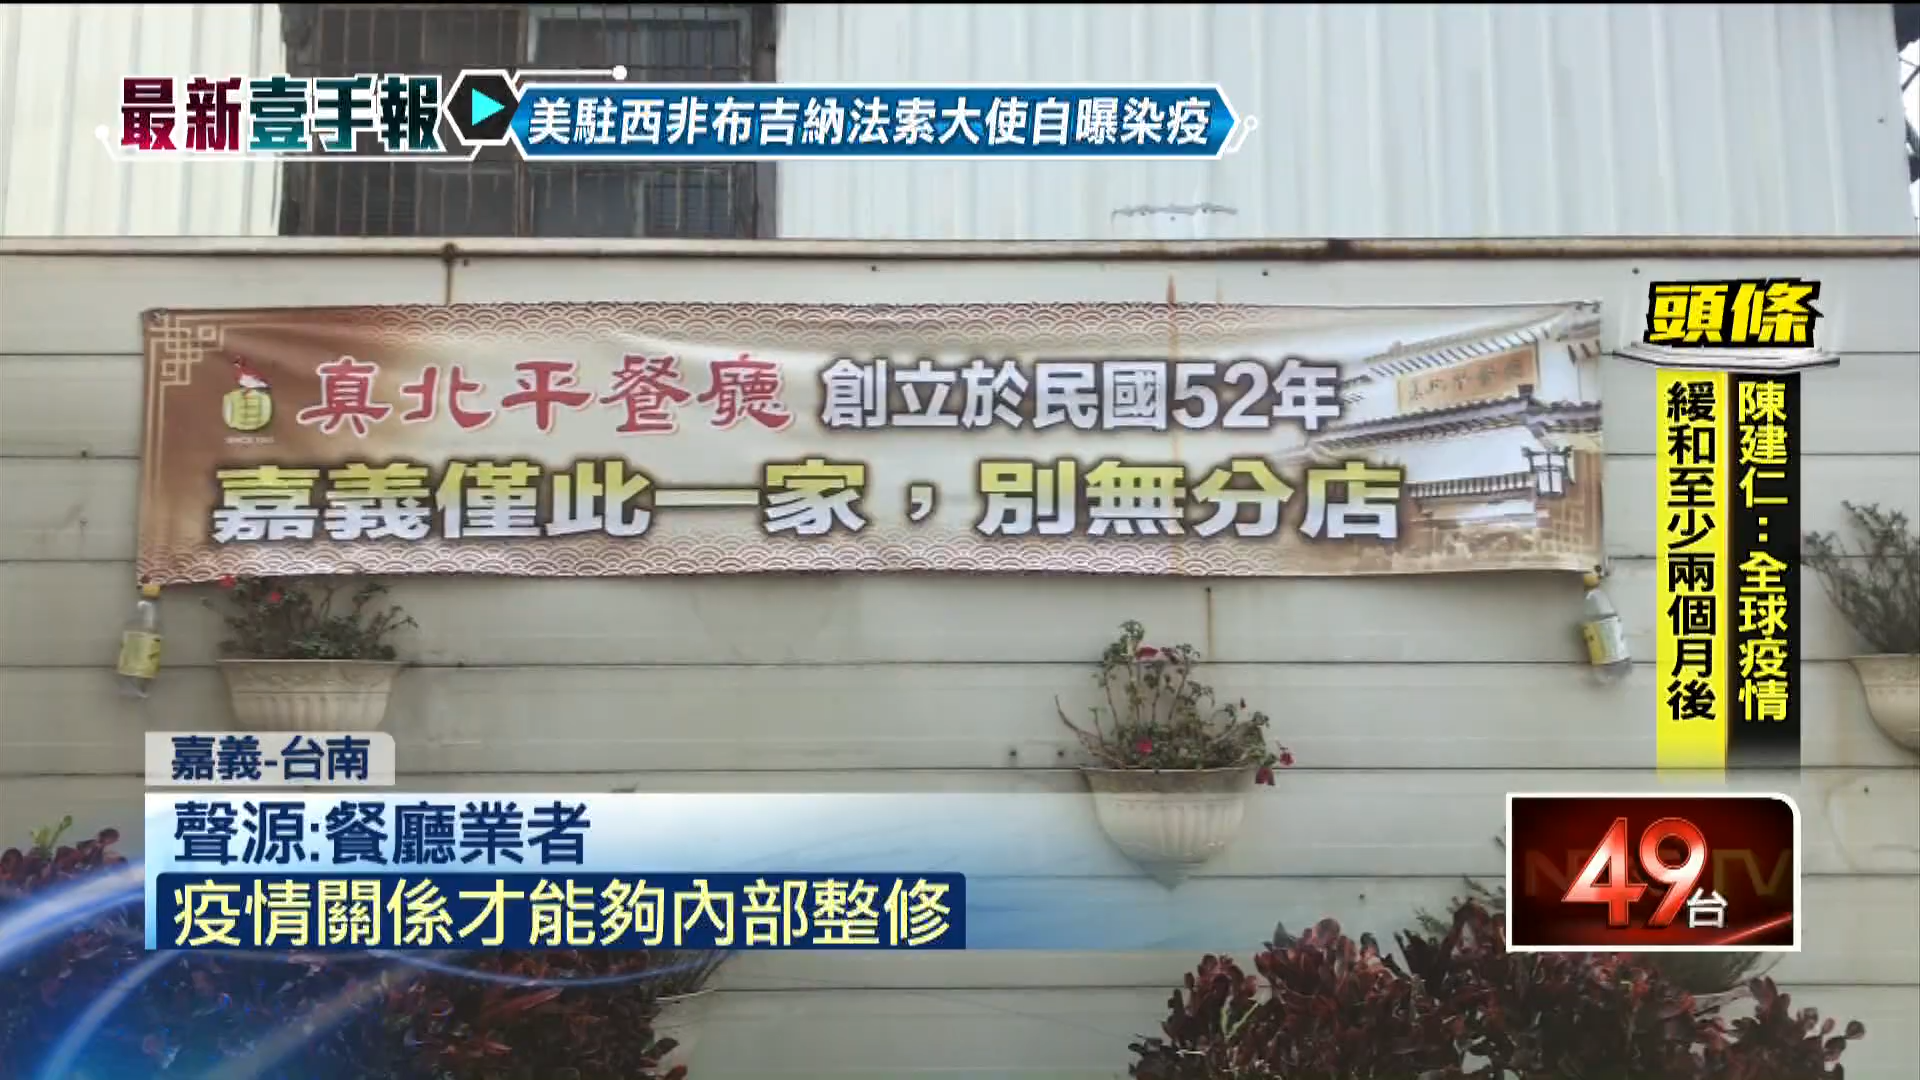 最新壹手報
美駐西非布吉納法索大使自曝染疫
真北平餐廳 創立於民國52年
嘉義僅此一家，別無分店
頭條
陳建仁：全球疫情
緩和至少兩個月後
嘉義-台南
聲源:餐廳業者
疫情關係才能夠內部整修
49台